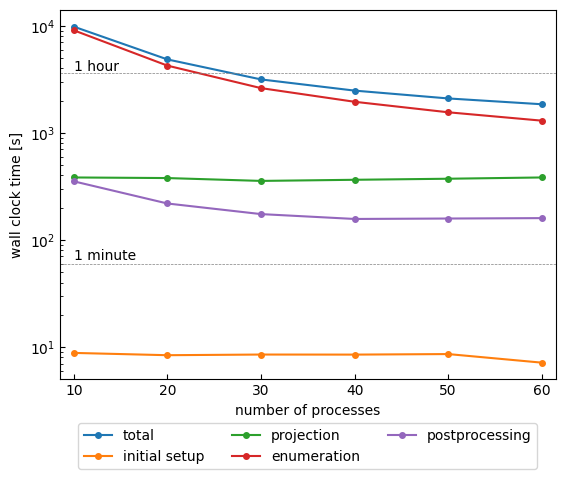 10⁴
1 hour
10³
wall clock time [s]
10²
1 minute
10¹
10 20 30 40 50 60
number of processes
total projection postprocessing
initial setup enumeration